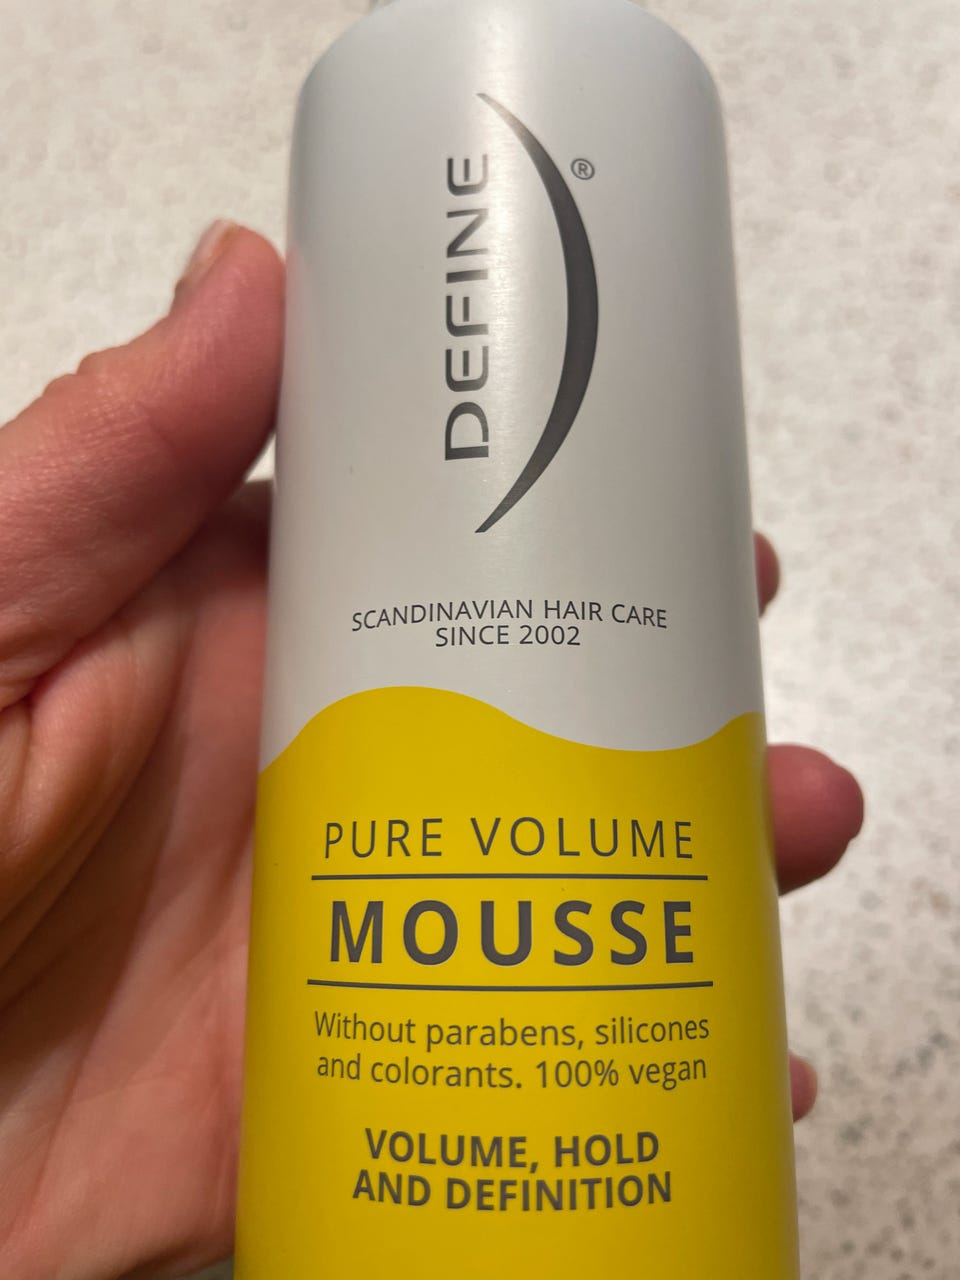 DEFINE®
SCANDINAVIAN HAIR CARE
SINCE 2002
PURE VOLUME
MOUSSE
Without parabens, silicones
and colorants. 100% vegan
VOLUME, HOLD
AND DEFINITION